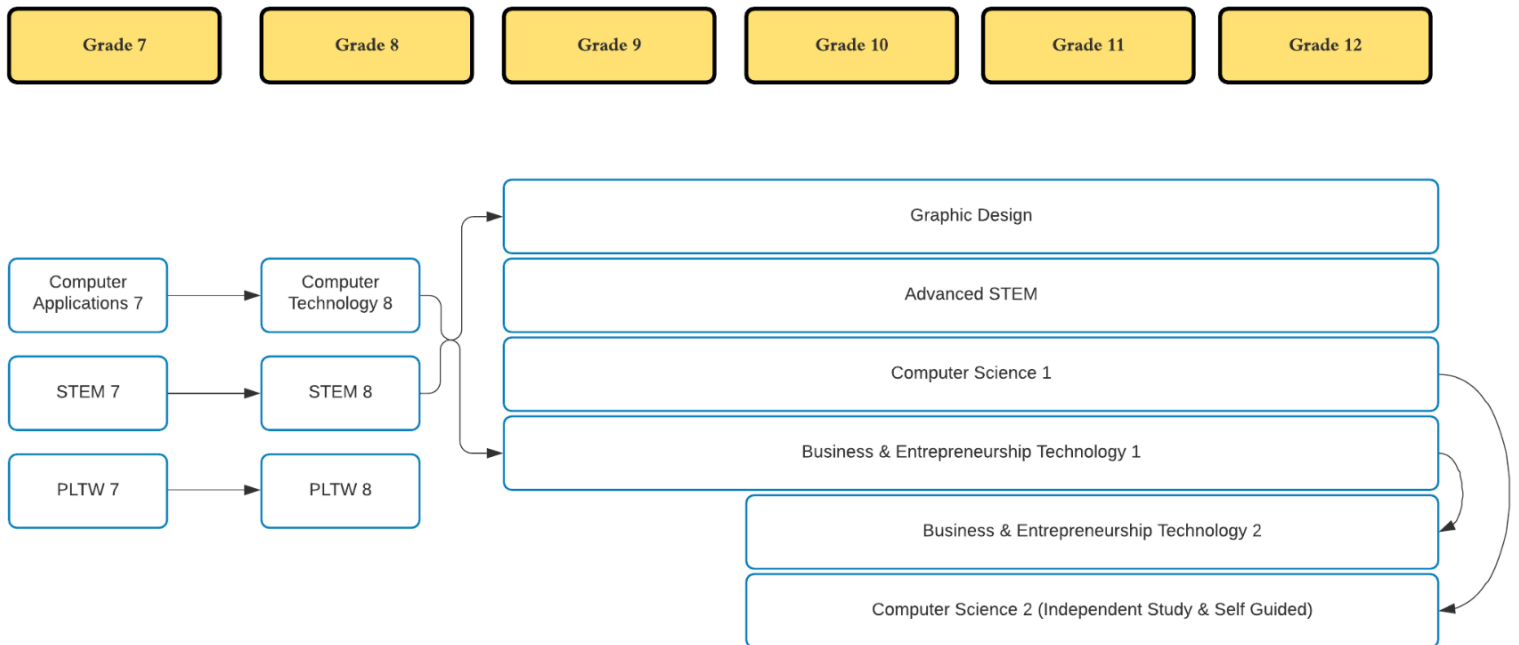 Grade 7
Grade 8
Grade 9
Grade 10
Grade 11
Grade 12
Graphic Design
Computer
Applications 7
Computer
Technology 8
Advanced STEM
STEM 7
STEM 8
Computer Science 1
Business & Entrepreneurship Technology 1
PLTW 7
PLTW 8
Business & Entrepreneurship Technology 2
Computer Science 2 (Independent Study & Self Guided)